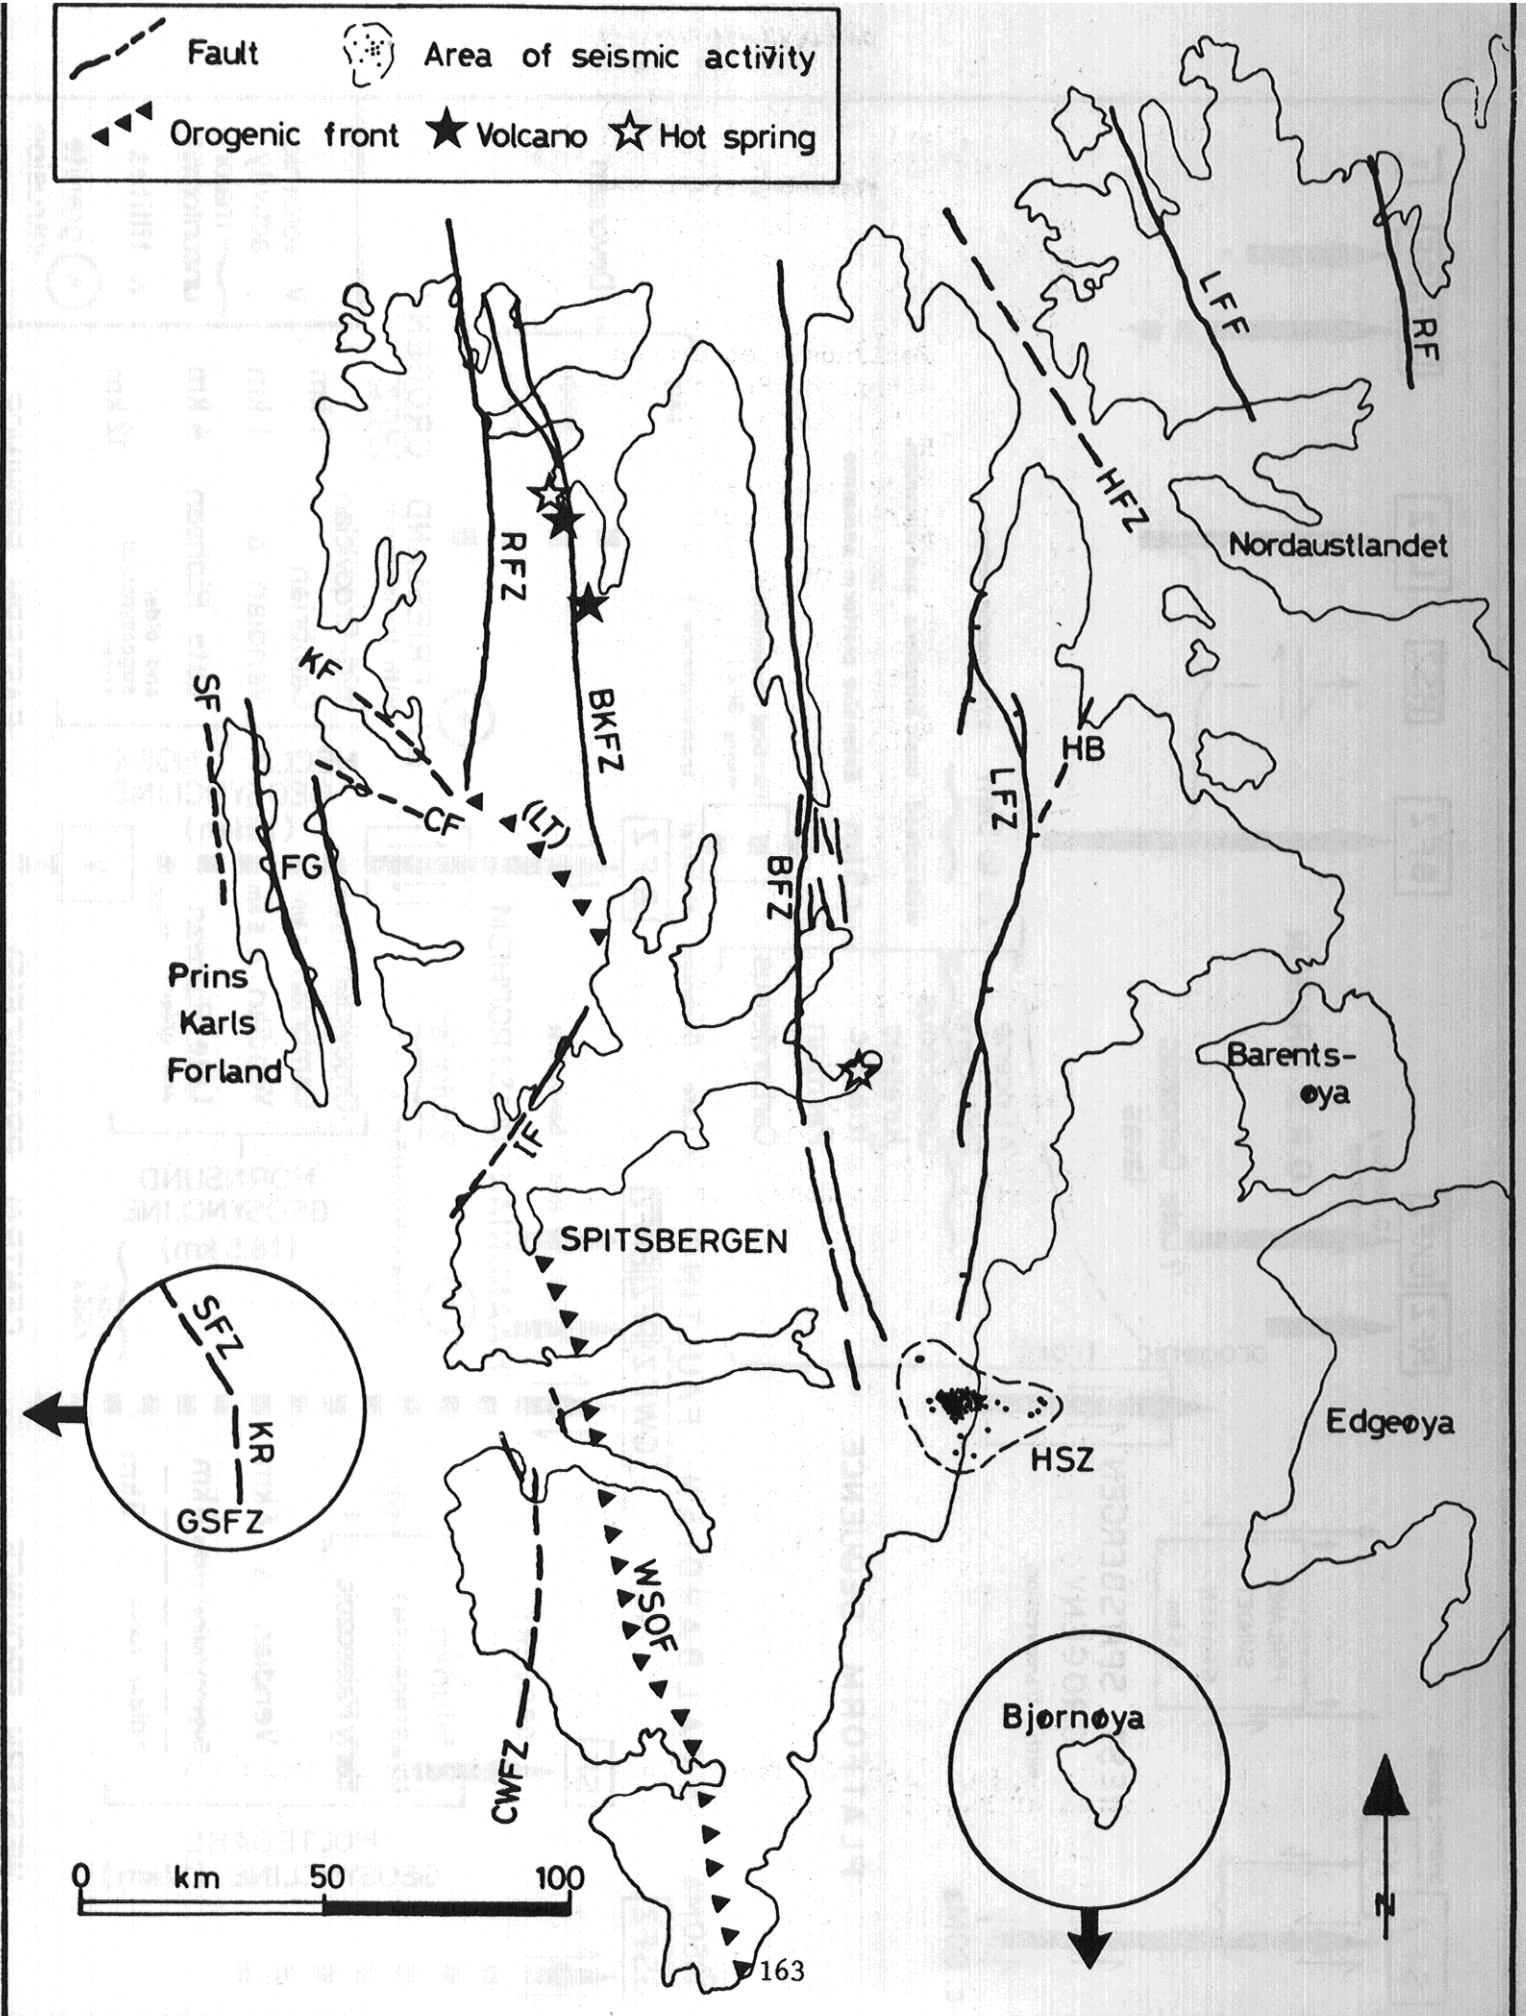 Fault
Area of seismic activity
Orogenic front
Volcano
Hot spring
LFF
RF
HFZ
Nordaustlandet
RFZ
KF
SF
BKFZ
HB
LFZ
CF
(LT)
FG
BFZ
Prins
Karls
Forland
Barents-
øya
IF
SPITSBERGEN
SFZ
KR
GSFZ
Edgeøya
HSZ
WSOF
Bjørnøya
CWFZ
0 km 50 100
N
163